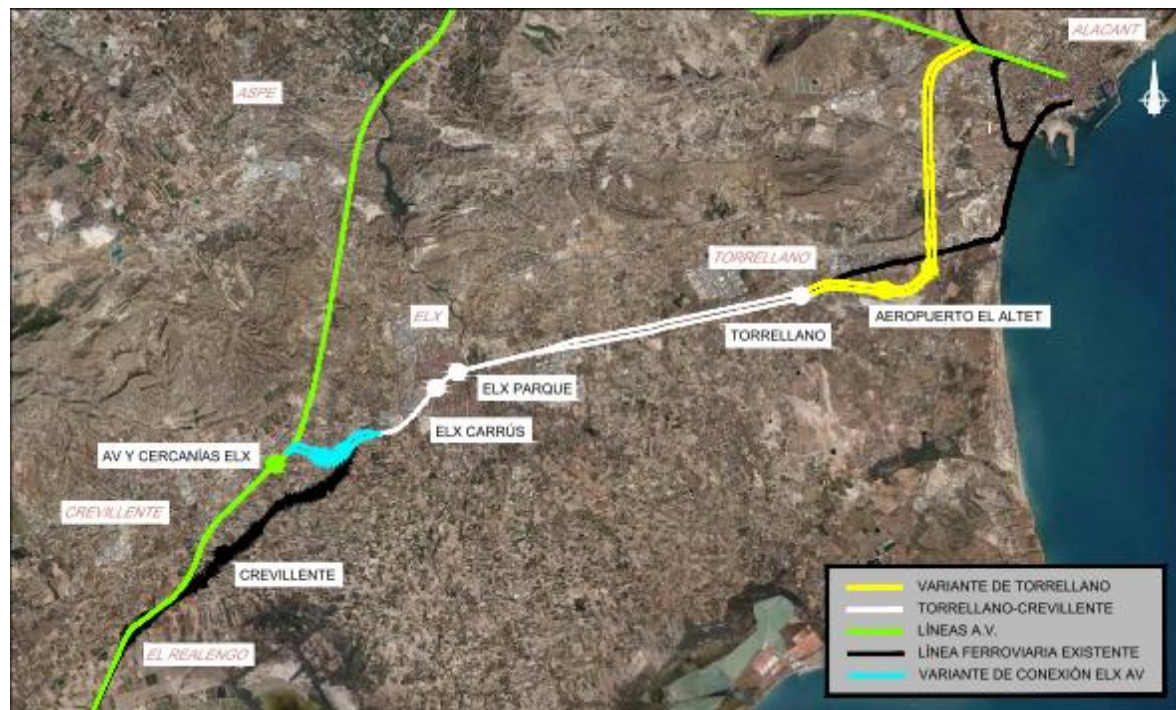 ALACANT
ASPE
TORRELLANO
AEROPUERTO EL ALTET
ELX
TORRELLANO
ELX PARQUE
ELX CARRÚS
AV Y CERCANÍAS ELX
CREVILLENTE
CREVILLENTE
EL REALENGO
VARIANTE DE TORRELLANO
TORRELLANO-CREVILLENTE
LÍNEAS A.V.
LÍNEA FERROVIARIA EXISTENTE
VARIANTE DE CONEXIÓN ELX AV